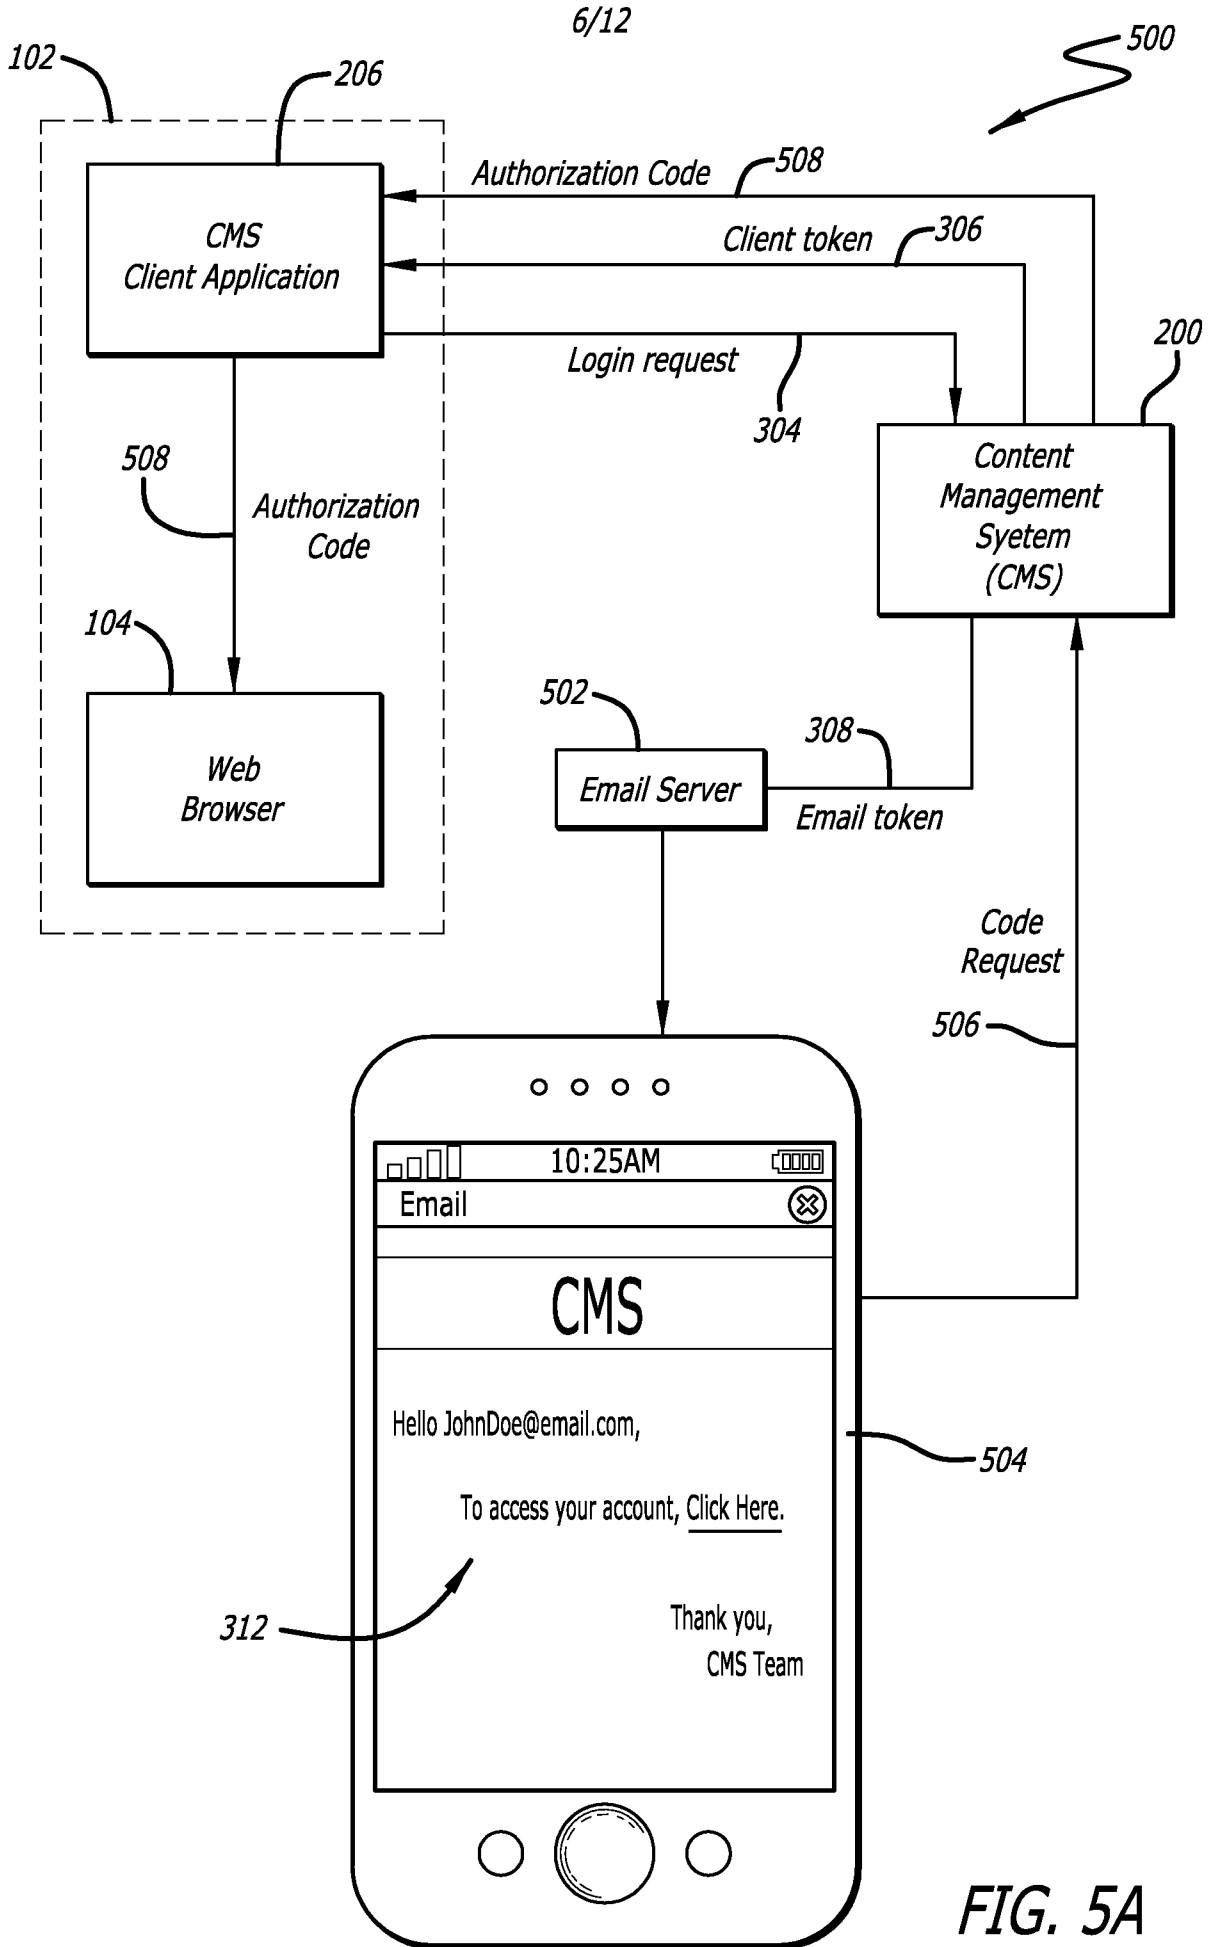 6/12
500
102
206
Authorization Code
508
CMS
Client Application
Client token
306
Login request
304
200
Content
Management
Syetem
(CMS)
508
Authorization
Code
104
Web
Browser
502
Email Server
308
Email token
Code
Request
506
10:25AM
Email
CMS
Hello JohnDoe@email.com,
To access your account, Click Here.
504
312
Thank you,
CMS Team
FIG. 5A